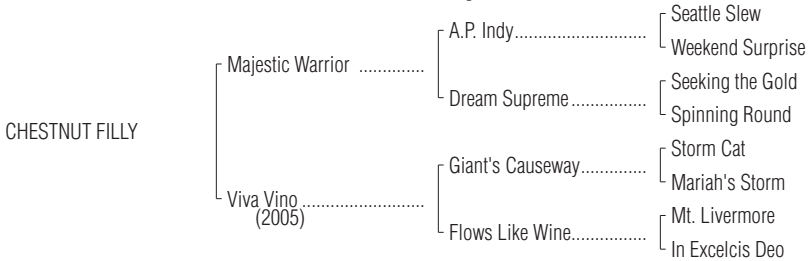 CHESTNUT FILLY
Majestic Warrior ..............
Viva Vino ..........................
(2005)
A.P. Indy............................
Dream Supreme................
Giant's Causeway..............
Flows Like Wine................
Seattle Slew
Weekend Surprise
Seeking the Gold
Spinning Round
Storm Cat
Mariah's Storm
Mt. Livermore
In Excelcis Deo